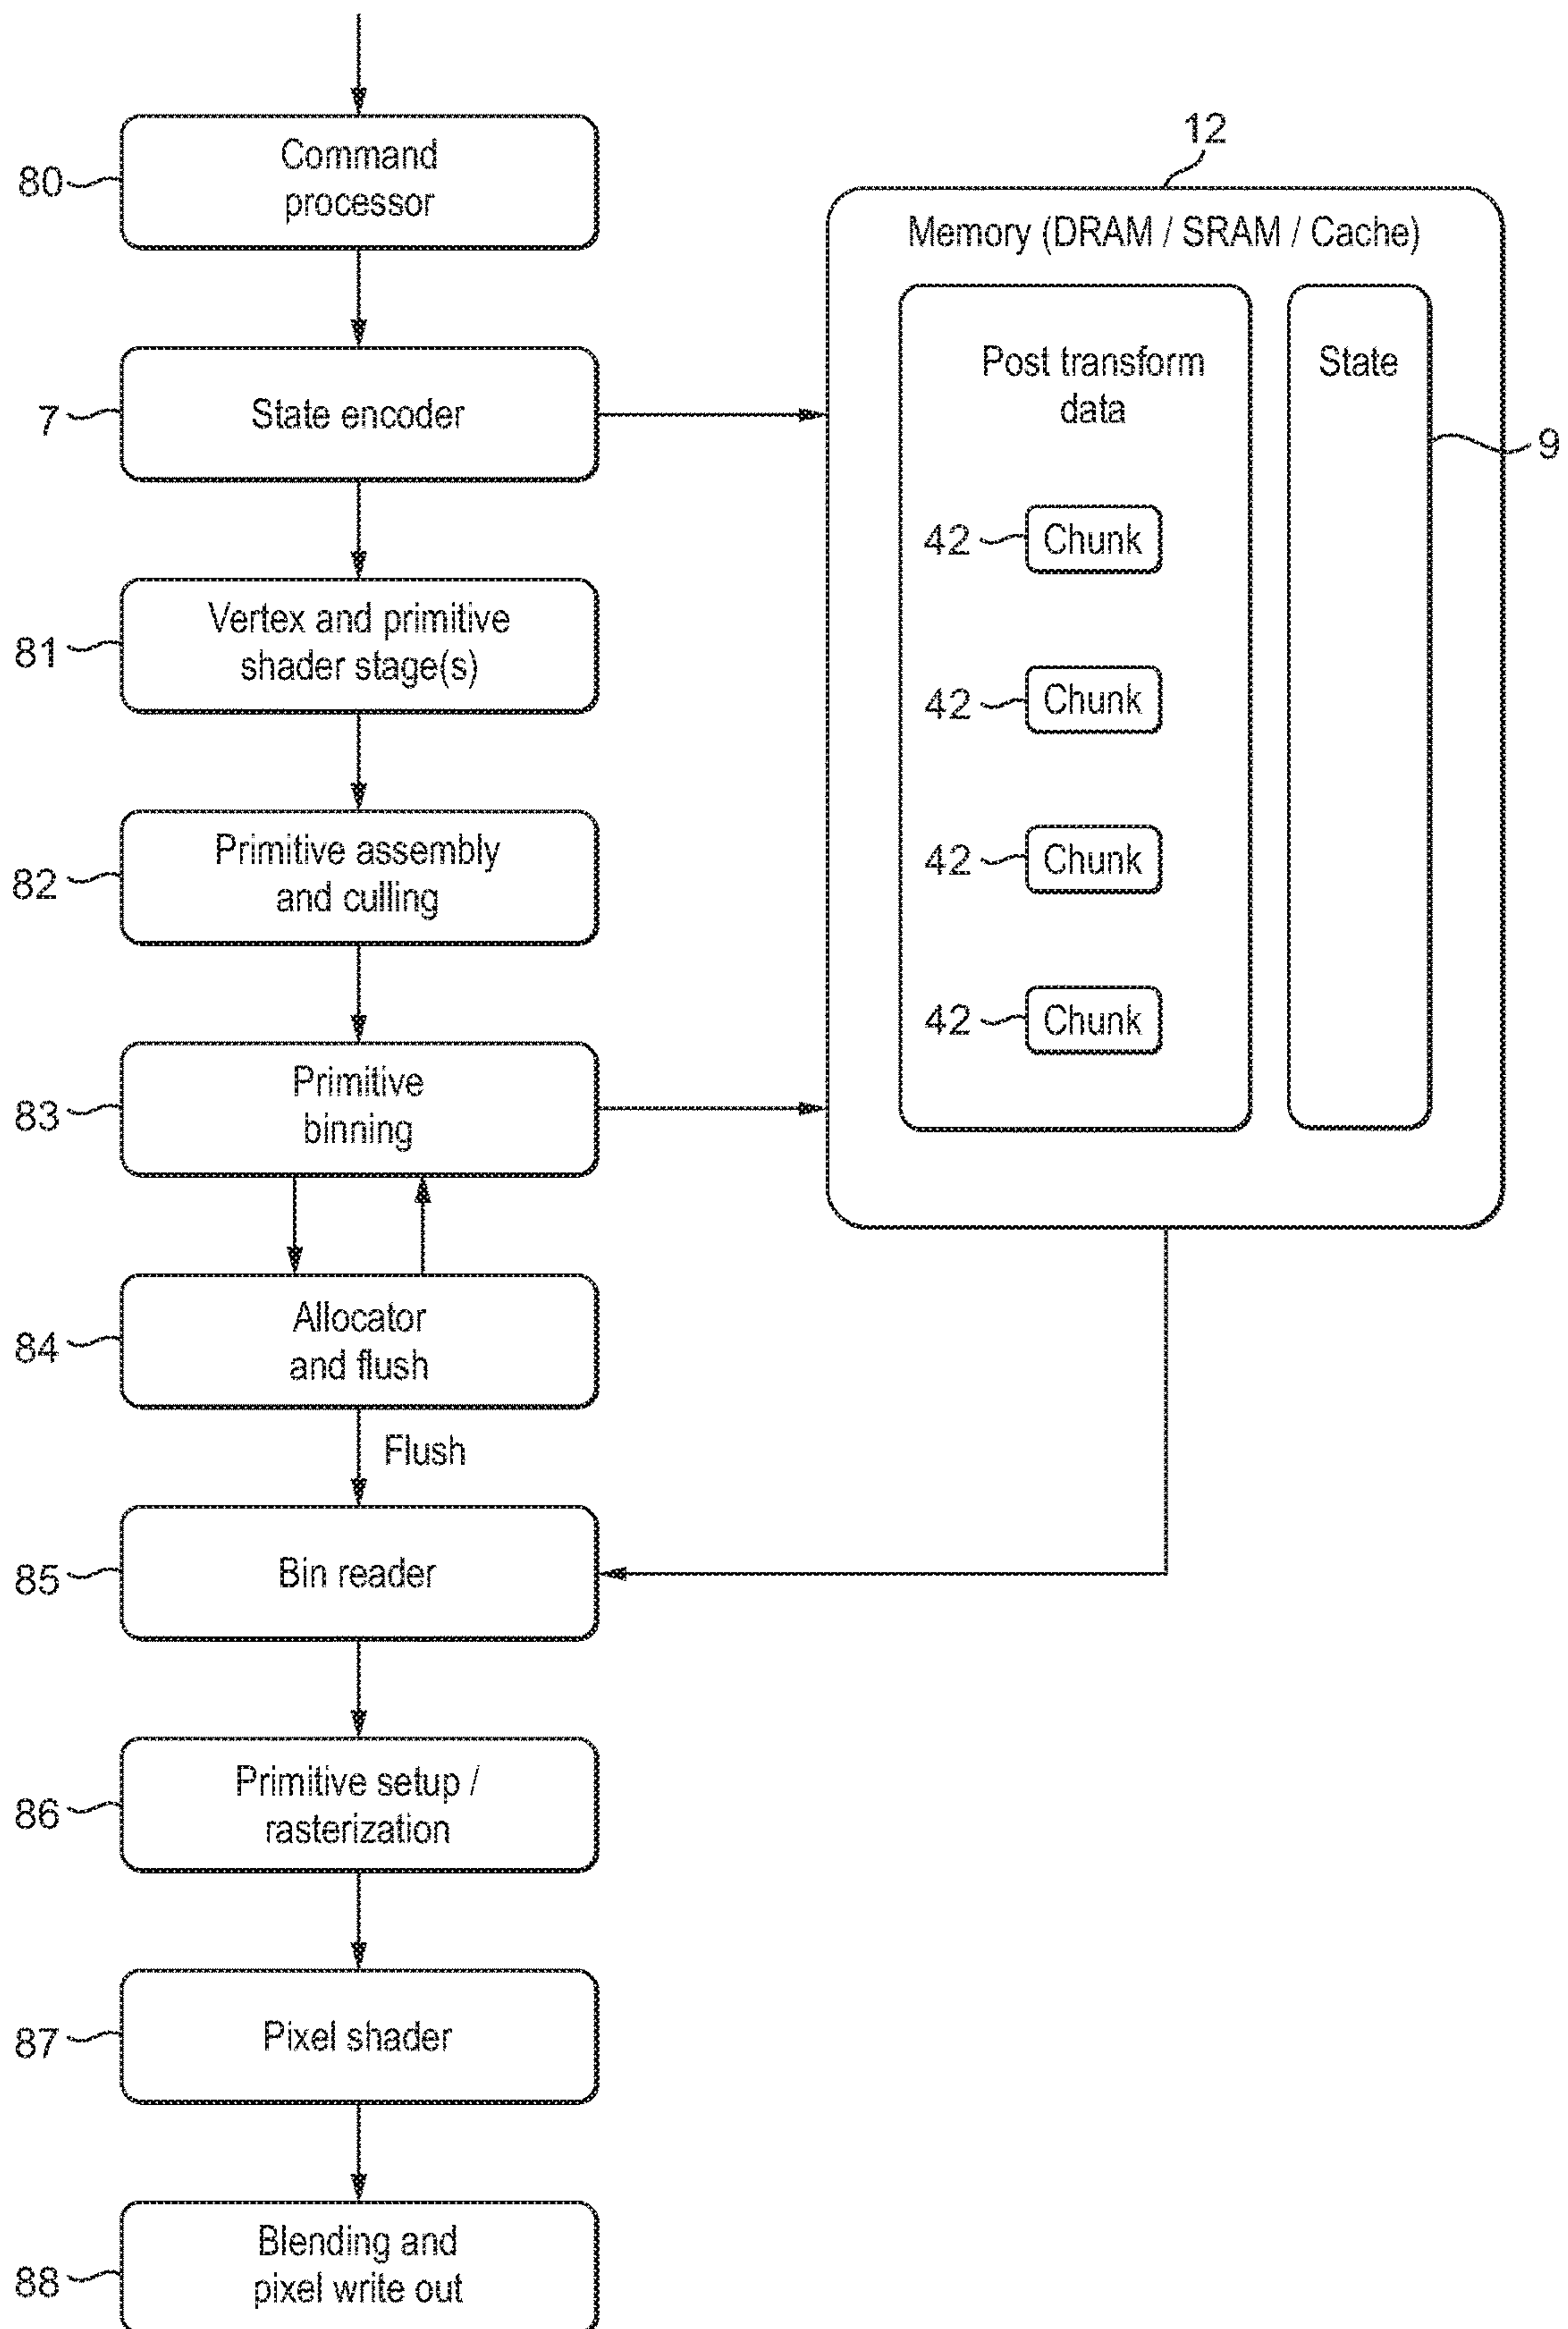 80
Command
processor
7
State encoder
81
Vertex and primitive
shader stage(s)
82
Primitive assembly
and culling
83
Primitive
binning
84
Allocator
and flush
Flush
85
Bin reader
86
Primitive setup /
rasterization
87
Pixel shader
88
Blending and
pixel write out
12
Memory (DRAM / SRAM / Cache)
Post transform
data
42
Chunk
42
Chunk
42
Chunk
42
Chunk
State
9